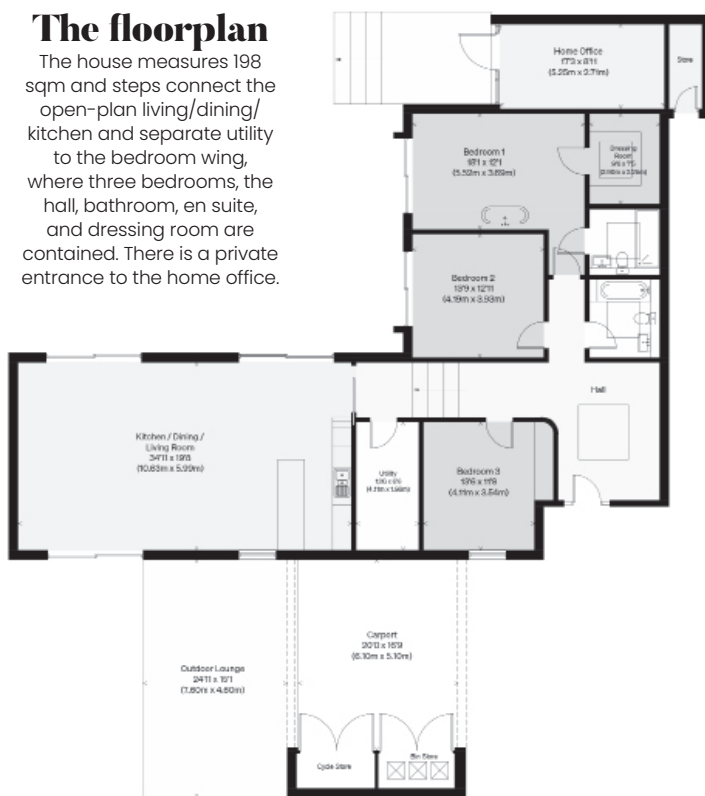 The floorplan
The house measures 198
sqm and steps connect the
open-plan living/dining/
kitchen and separate utility
to the bedroom wing,
where three bedrooms, the
hall, bathroom, en suite,
and dressing room are
contained. There is a private
entrance to the home office.
Home Office
17'3 x 8'11
(5.25m x 2.71m)
Store
Bedroom 1
18'1 x 12'1
(5.52m x 3.69m)
Dressing
Room
Bedroom 2
13'9 x 12'11
(4.19m x 3.93m)
Hall
Kitchen / Dining /
Living Room
34'11 x 19'8
(10.63m x 5.99m)
Utility
Bedroom 3
13'6 x 11'8
(4.11m x 3.54m)
Carport
20'0 x 16'9
(6.10m x 5.10m)
Outdoor Lounge
24'11 x 15'1
(7.60m x 4.60m)
Cycle Store
Bin Store